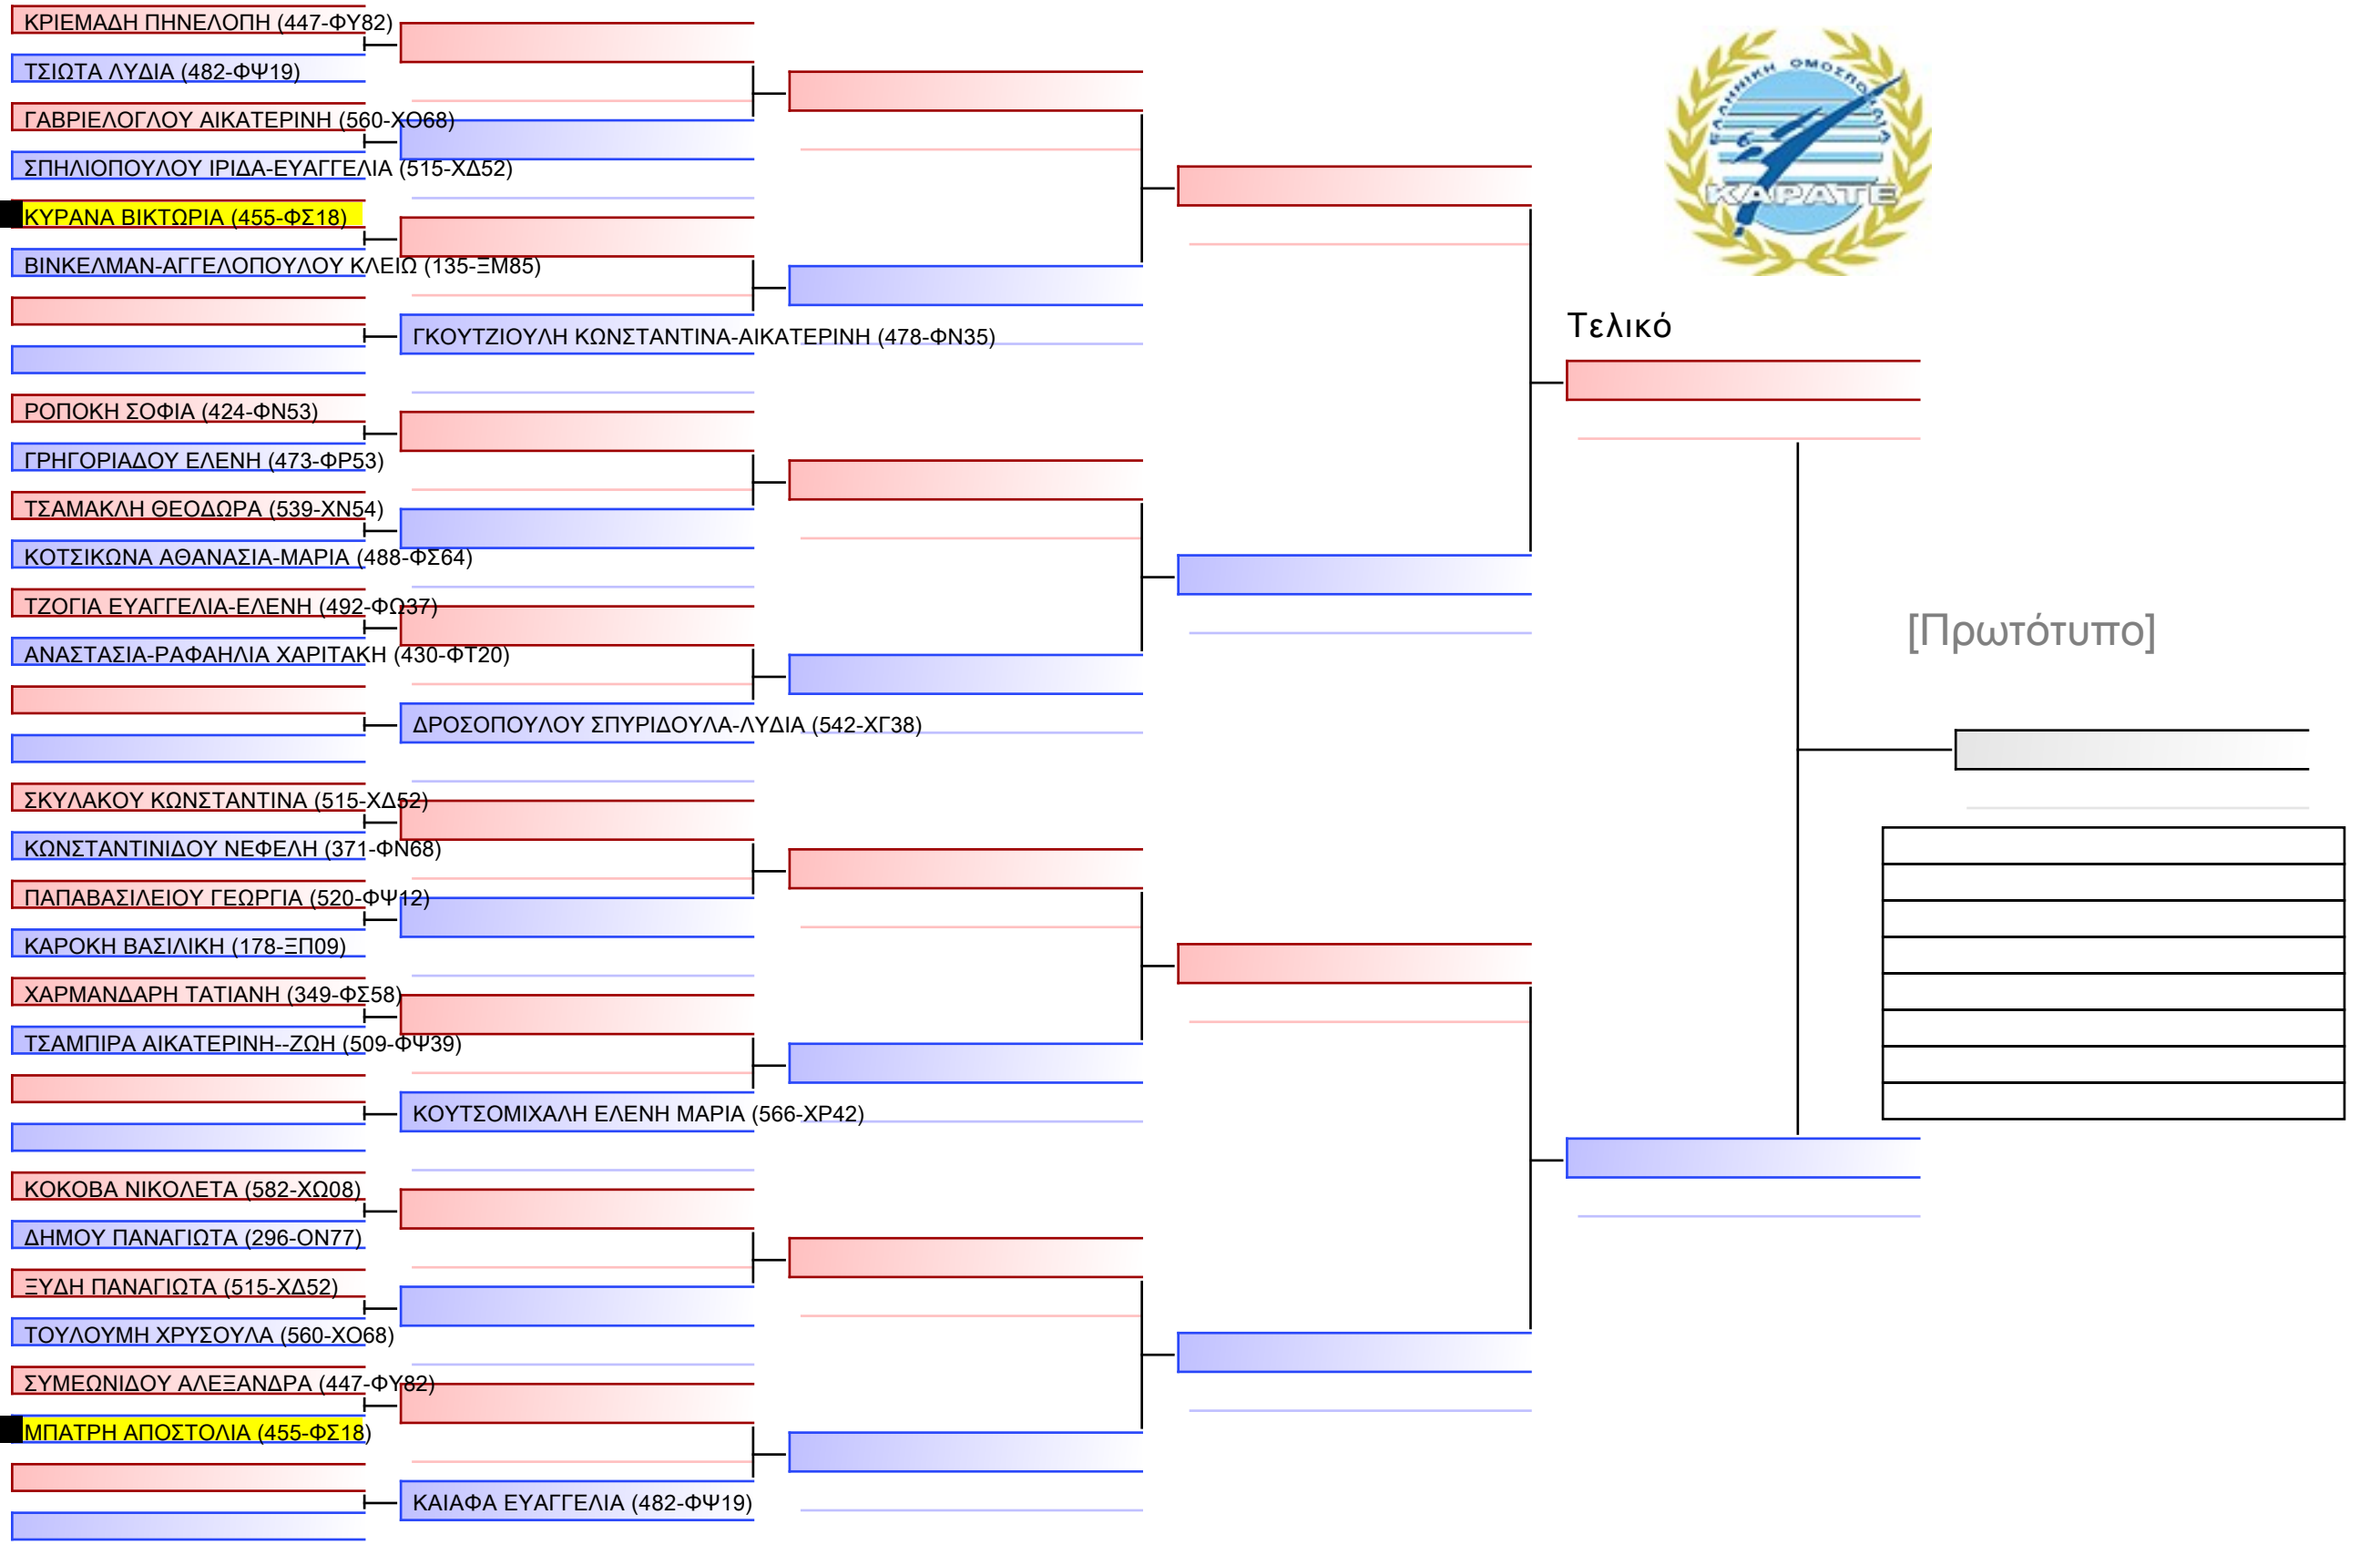 ΚΡΙΕΜΑΔΗ ΠΗΝΕΛΟΠΗ (447-ΦΥ82)
ΤΣΙΩΤΑ ΛΥΔΙΑ (482-ΦΨ19)
ΓΑΒΡΙΕΛΟΓΛΟΥ ΑΙΚΑΤΕΡΙΝΗ (560-ΧΟ68)
ΣΠΗΛΙΟΠΟΥΛΟΥ ΙΡΙΔΑ-ΕΥΑΓΓΕΛΙΑ (515-ΧΔ52)
ΚΥΡΑΝΑ ΒΙΚΤΩΡΙΑ (455-ΦΣ18)
ΒΙΝΚΕΛΜΑΝ-ΑΓΓΕΛΟΠΟΥΛΟΥ ΚΛΕΙΩ (135-ΞΜ85)
ΓΚΟΥΤΖΙΟΥΛΗ ΚΩΝΣΤΑΝΤΙΝΑ-ΑΙΚΑΤΕΡΙΝΗ (478-ΦΝ35)
ΡΟΠΟΚΗ ΣΟΦΙΑ (424-ΦΝ53)
ΓΡΗΓΟΡΙΑΔΟΥ ΕΛΕΝΗ (473-ΦΡ53)
ΤΣΑΜΑΚΛΗ ΘΕΟΔΩΡΑ (539-ΧΝ54)
ΚΟΤΣΙΚΩΝΑ ΑΘΑΝΑΣΙΑ-ΜΑΡΙΑ (488-ΦΣ64)
ΤΖΟΓΙΑ ΕΥΑΓΓΕΛΙΑ-ΕΛΕΝΗ (492-ΦΩ37)
ΑΝΑΣΤΑΣΙΑ-ΡΑΦΑΗΛΙΑ ΧΑΡΙΤΑΚΗ (430-ΦΤ20)
ΔΡΟΣΟΠΟΥΛΟΥ ΣΠΥΡΙΔΟΥΛΑ-ΛΥΔΙΑ (542-ΧΓ38)
ΣΚΥΛΑΚΟΥ ΚΩΝΣΤΑΝΤΙΝΑ (515-ΧΔ52)
ΚΩΝΣΤΑΝΤΙΝΙΔΟΥ ΝΕΦΕΛΗ (371-ΦΝ68)
ΠΑΠΑΒΑΣΙΛΕΙΟΥ ΓΕΩΡΓΙΑ (520-ΦΨ12)
ΚΑΡΟΚΗ ΒΑΣΙΛΙΚΗ (178-ΞΠ09)
ΧΑΡΜΑΝΔΑΡΗ ΤΑΤΙΑΝΗ (349-ΦΣ58)
ΤΣΑΜΠΙΡΑ ΑΙΚΑΤΕΡΙΝΗ--ΖΩΗ (509-ΦΨ39)
ΚΟΥΤΣΟΜΙΧΑΛΗ ΕΛΕΝΗ ΜΑΡΙΑ (566-ΧΡ42)
ΚΟΚΟΒΑ ΝΙΚΟΛΕΤΑ (582-ΧΩ08)
ΔΗΜΟΥ ΠΑΝΑΓΙΩΤΑ (296-ΟΝ77)
ΞΥΔΗ ΠΑΝΑΓΙΩΤΑ (515-ΧΔ52)
ΤΟΥΛΟΥΜΗ ΧΡΥΣΟΥΛΑ (560-ΧΟ68)
ΣΥΜΕΩΝΙΔΟΥ ΑΛΕΞΑΝΔΡΑ (447-ΦΥ82)
ΜΠΑΤΡΗ ΑΠΟΣΤΟΛΙΑ (455-ΦΣ18)
ΚΑΙΑΦΑ ΕΥΑΓΓΕΛΙΑ (482-ΦΨ19)
ΕΛΛΗΝΙΚΗ ΟΜΟΣΠΟΝΔΙΑ
ΚΑΡΑΤΕ
Τελικό
[Πρωτότυπο]